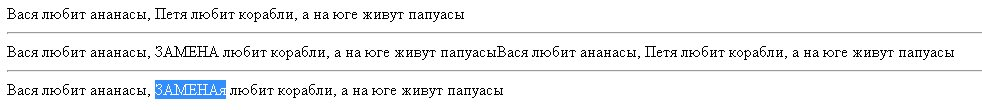 Вася любит ананасы, Петя любит корабли, а на юге живут папуасы
Вася любит ананасы, ЗАМЕНА любит корабли, а на юге живут папуасыВася любит ананасы, Петя любит корабли, а на юге живут папуасы
Вася любит ананасы, ЗАМЕНАя любит корабли, а на юге живут папуасы